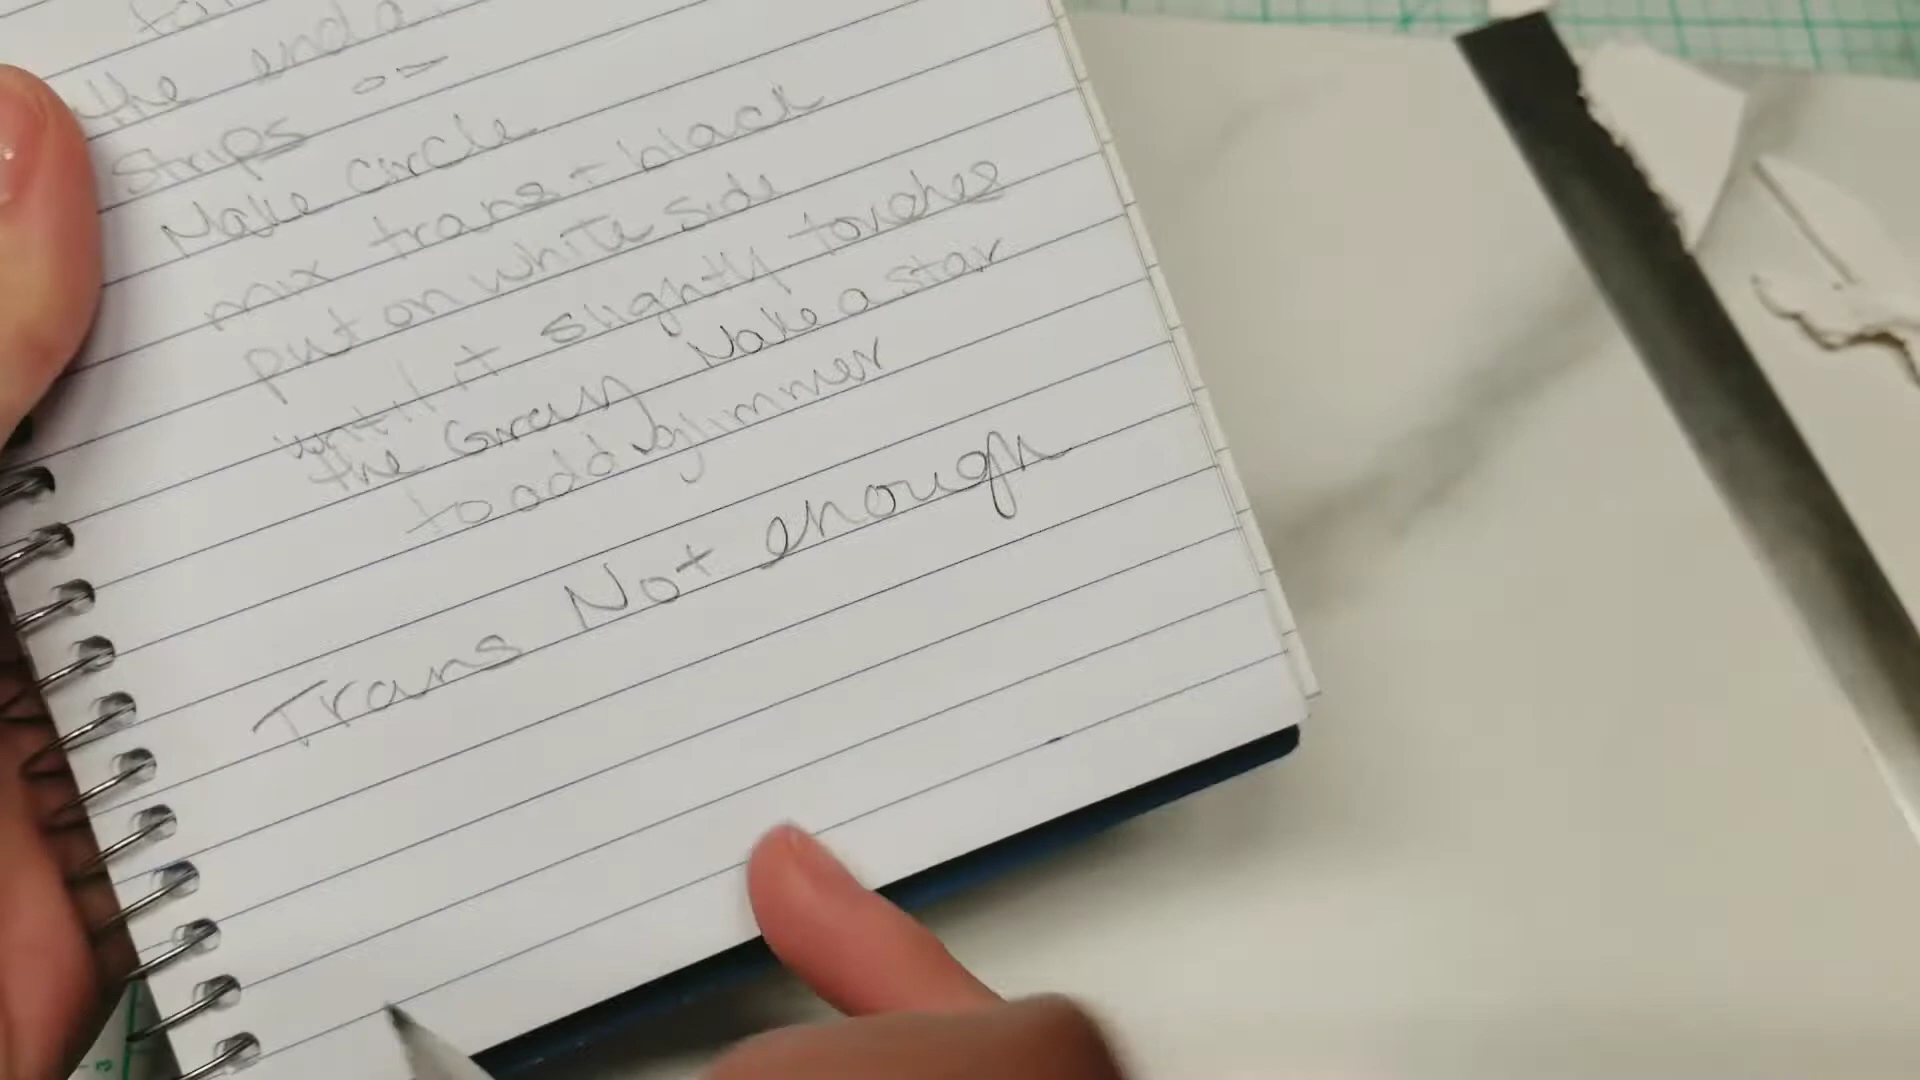 the end a
Strips
Make circle
mix trans - black
put on white side
until it slightly touches
the Gray Make a star
to add glimmer
Trans Not enough
3